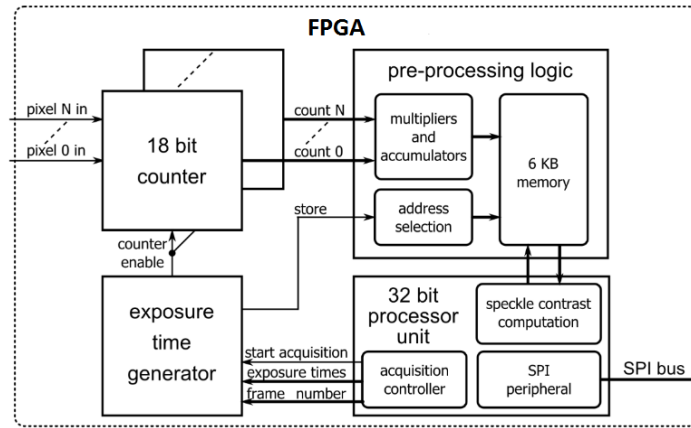 FPGA
pre-processing logic
pixel N in
pixel 0 in
18 bit
counter
count N
count 0
multipliers
and
accumulators
6 KB
memory
store
address
selection
counter
enable
exposure
time
generator
32 bit
processor
unit
speckle contrast
computation
start acquisition
exposure times
frame number
acquisition
controller
SPI
peripheral
SPI bus